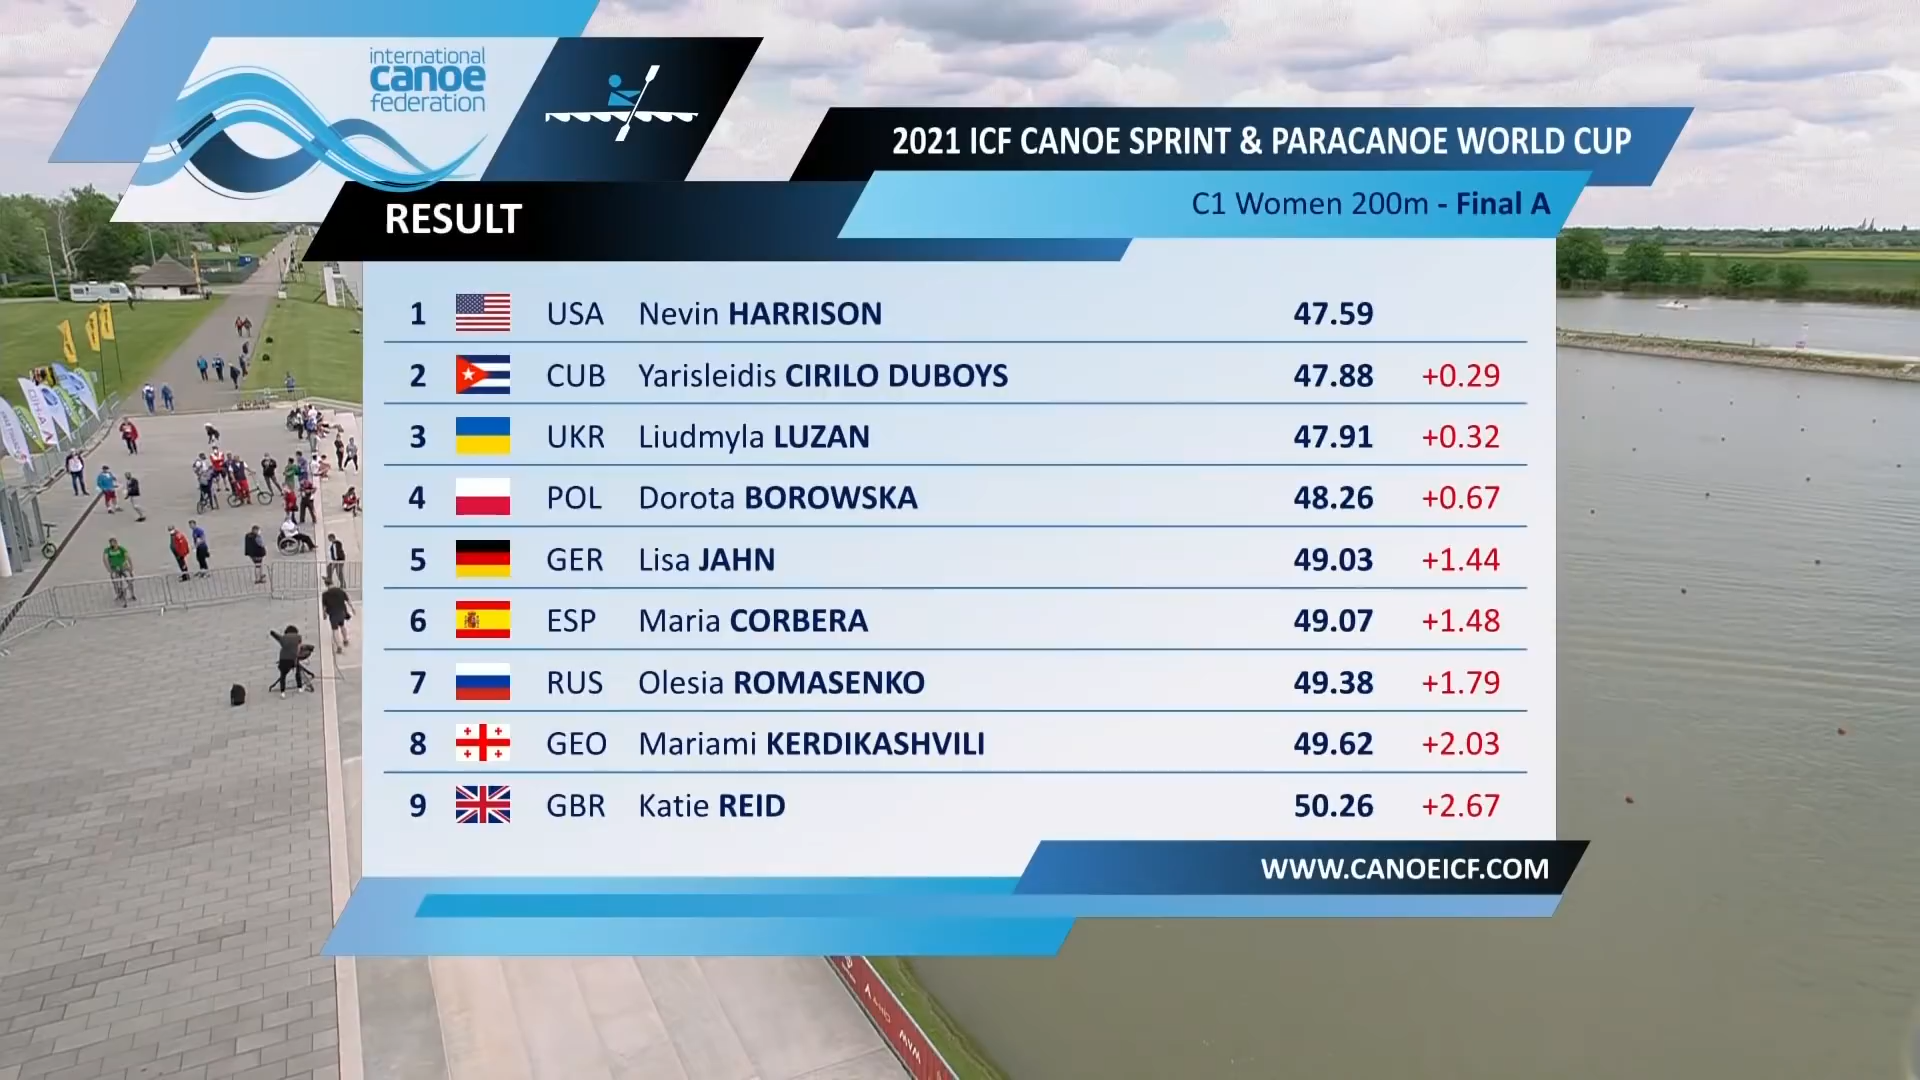 international
canoe
federation
2021 ICF CANOE SPRINT & PARACANOE WORLD CUP
C1 Women 200m - Final A
RESULT
1 USA Nevin HARRISON 47.59
2 CUB Yarisleidis CIRILO DUBOYS 47.88 +0.29
3 UKR Liudmyla LUZAN 47.91 +0.32
4 POL Dorota BOROWSKA 48.26 +0.67
5 GER Lisa JAHN 49.03 +1.44
6 ESP Maria CORBERA 49.07 +1.48
7 RUS Olesia ROMASENKO 49.38 +1.79
8 GEO Mariami KERDIKASHVILI 49.62 +2.03
9 GBR Katie REID 50.26 +2.67
WWW.CANOEICF.COM
MVM